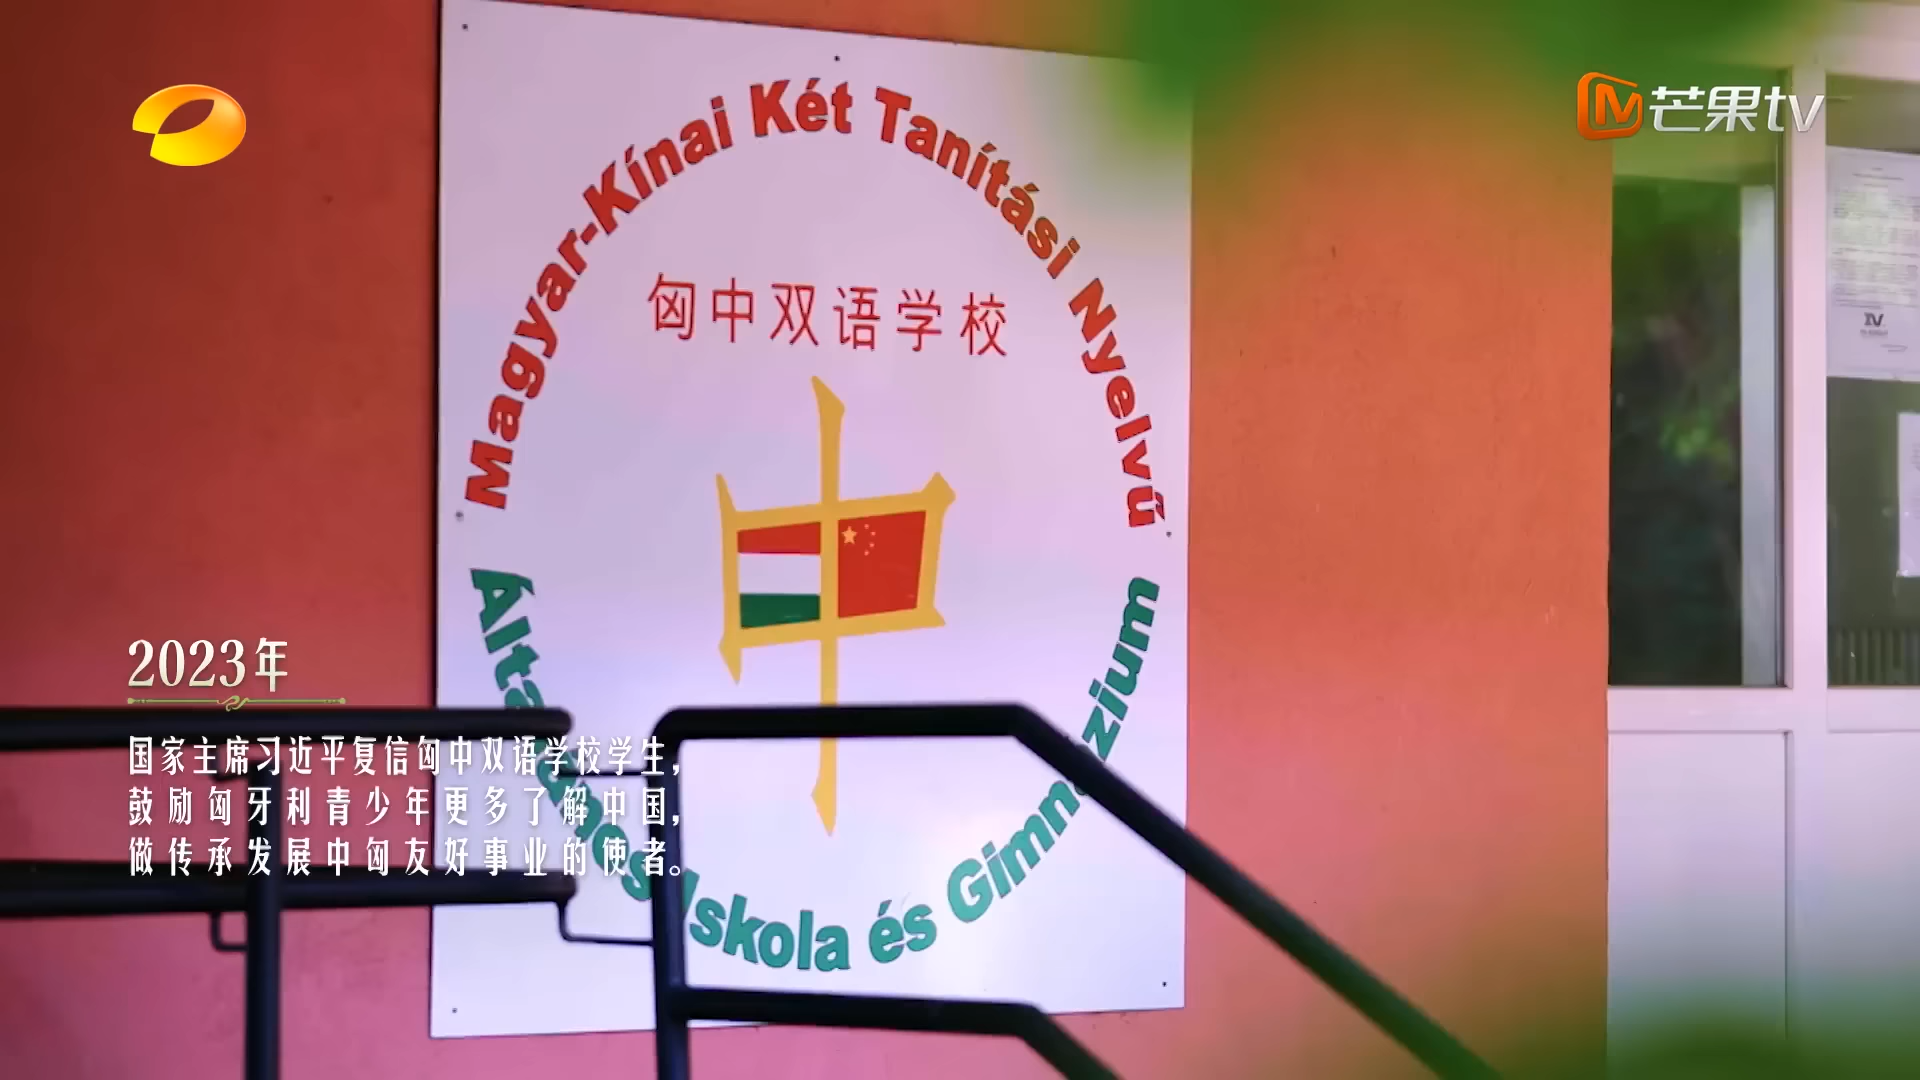 芒果tv
Magyar-Kínai Két Tanítási Nyelvű
匈中双语学校
Iskola és
2023年
国家主席习近平复信匈中双语学校学生,
鼓励匈牙利青少年更多了解中国,
做传承发展中匈友好事业的使者。